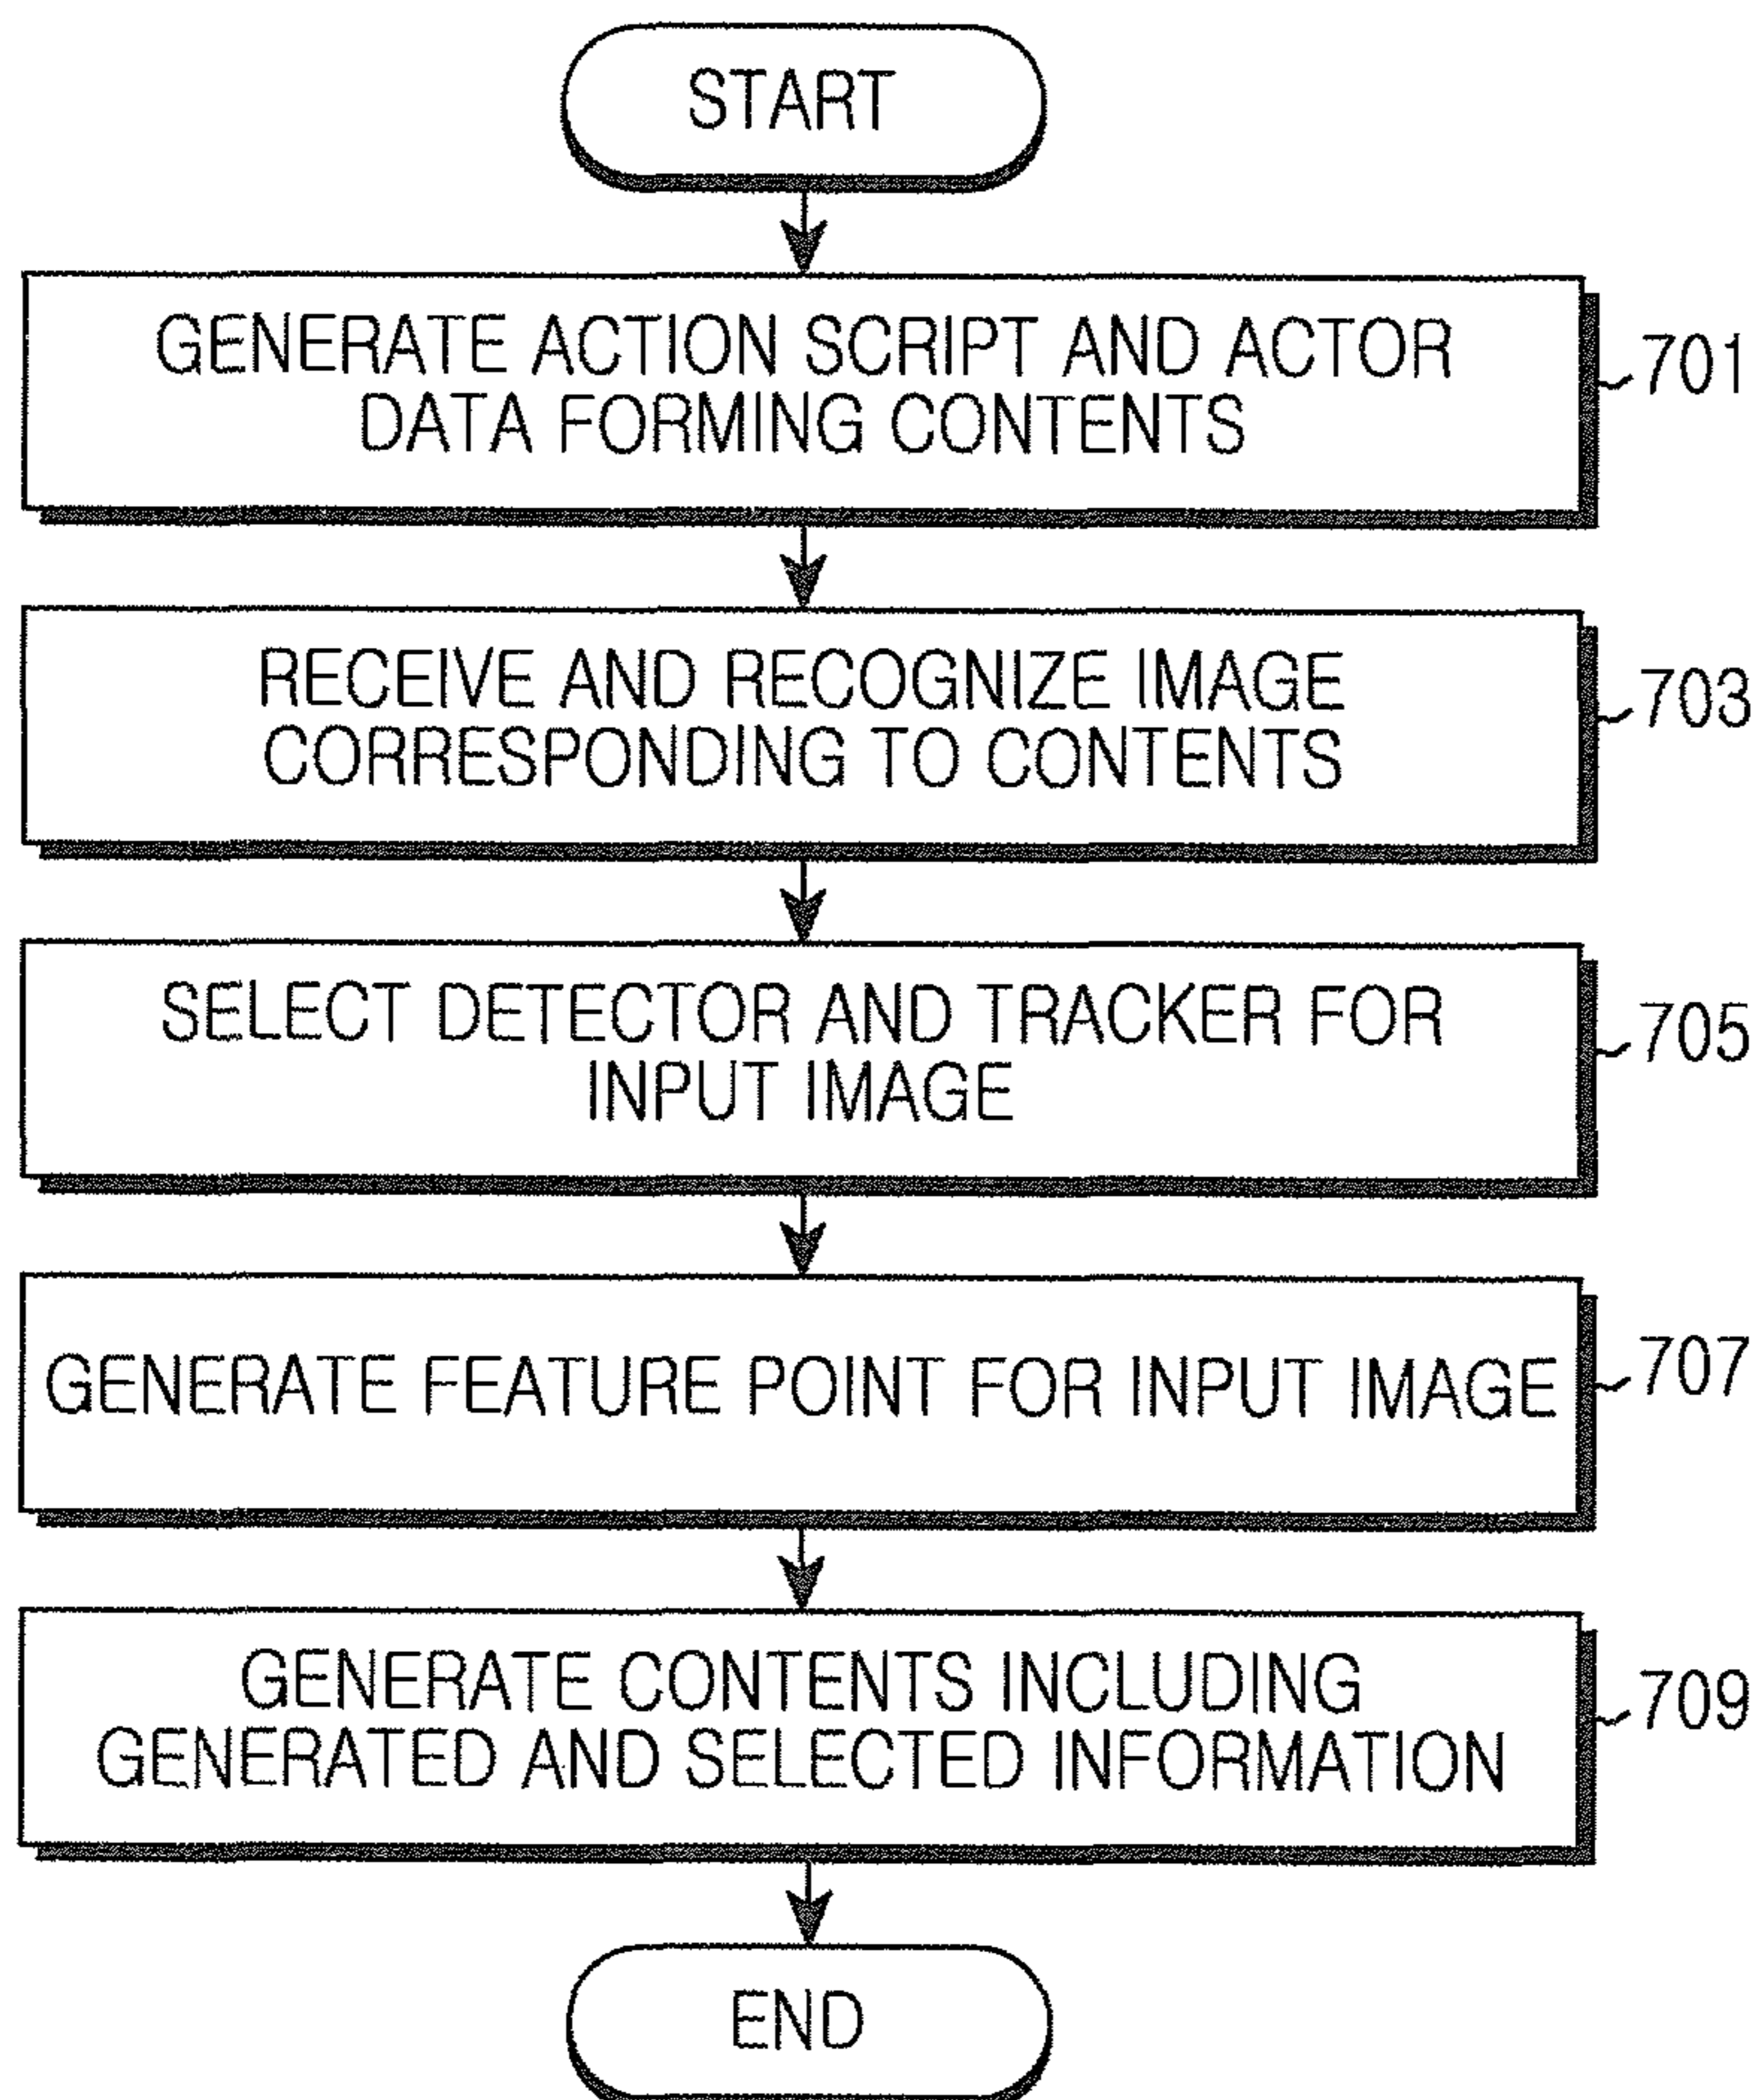 START
GENERATE ACTION SCRIPT AND ACTOR
DATA FORMING CONTENTS
701
RECEIVE AND RECOGNIZE IMAGE
CORRESPONDING TO CONTENTS
703
SELECT DETECTOR AND TRACKER FOR
INPUT IMAGE
705
GENERATE FEATURE POINT FOR INPUT IMAGE
707
GENERATE CONTENTS INCLUDING
GENERATED AND SELECTED INFORMATION
709
END